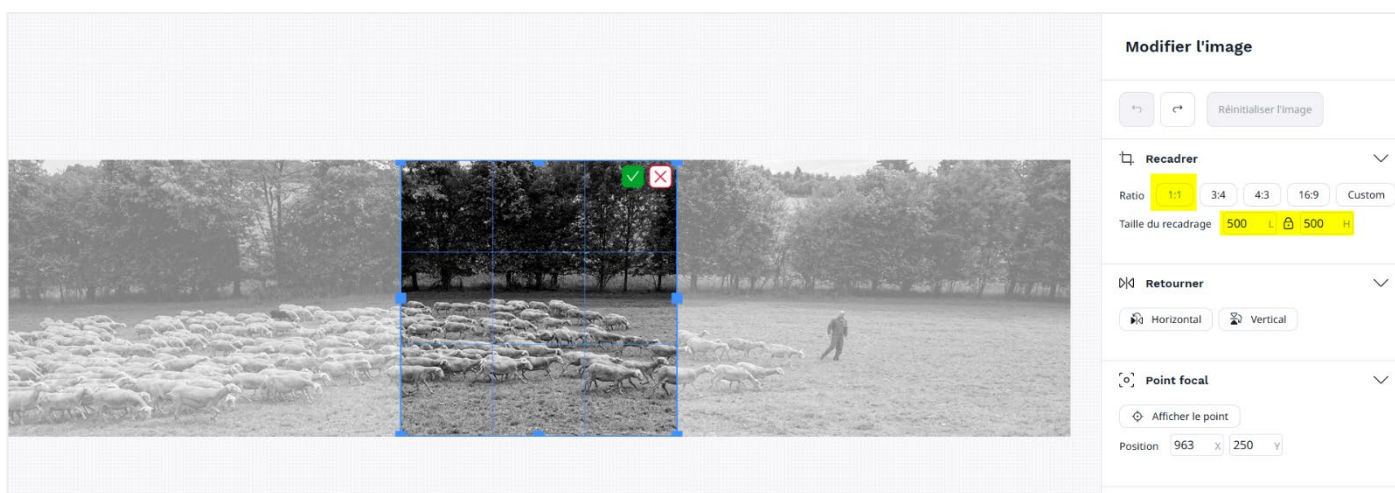 Modifier l'image
Réinitialiser l'image
Recadrer
Ratio 1:1 3:4 4:3 16:9 Custom
Taille du recadrage 500 L 500 H
Retourner
Horizontal Vertical
Point focal
Afficher le point
Position 963 X 250 Y